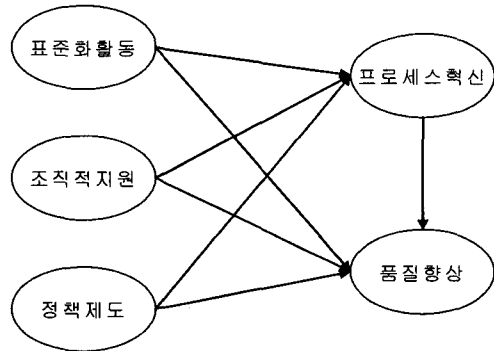 표준화활동
프로세스혁신
조직적지원
품질향상
정책제도